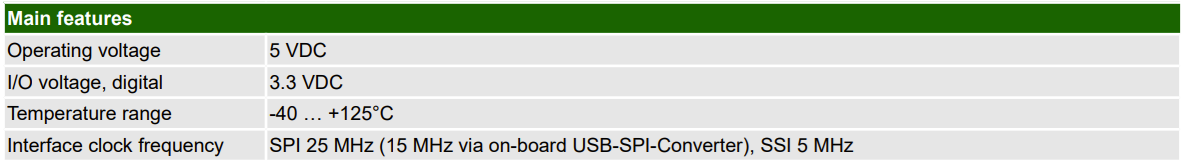 Main features
Operating voltage 5 VDC
I/O voltage, digital 3.3 VDC
Temperature range -40 … +125°C
Interface clock frequency SPI 25 MHz (15 MHz via on-board USB-SPI-Converter), SSI 5 MHz